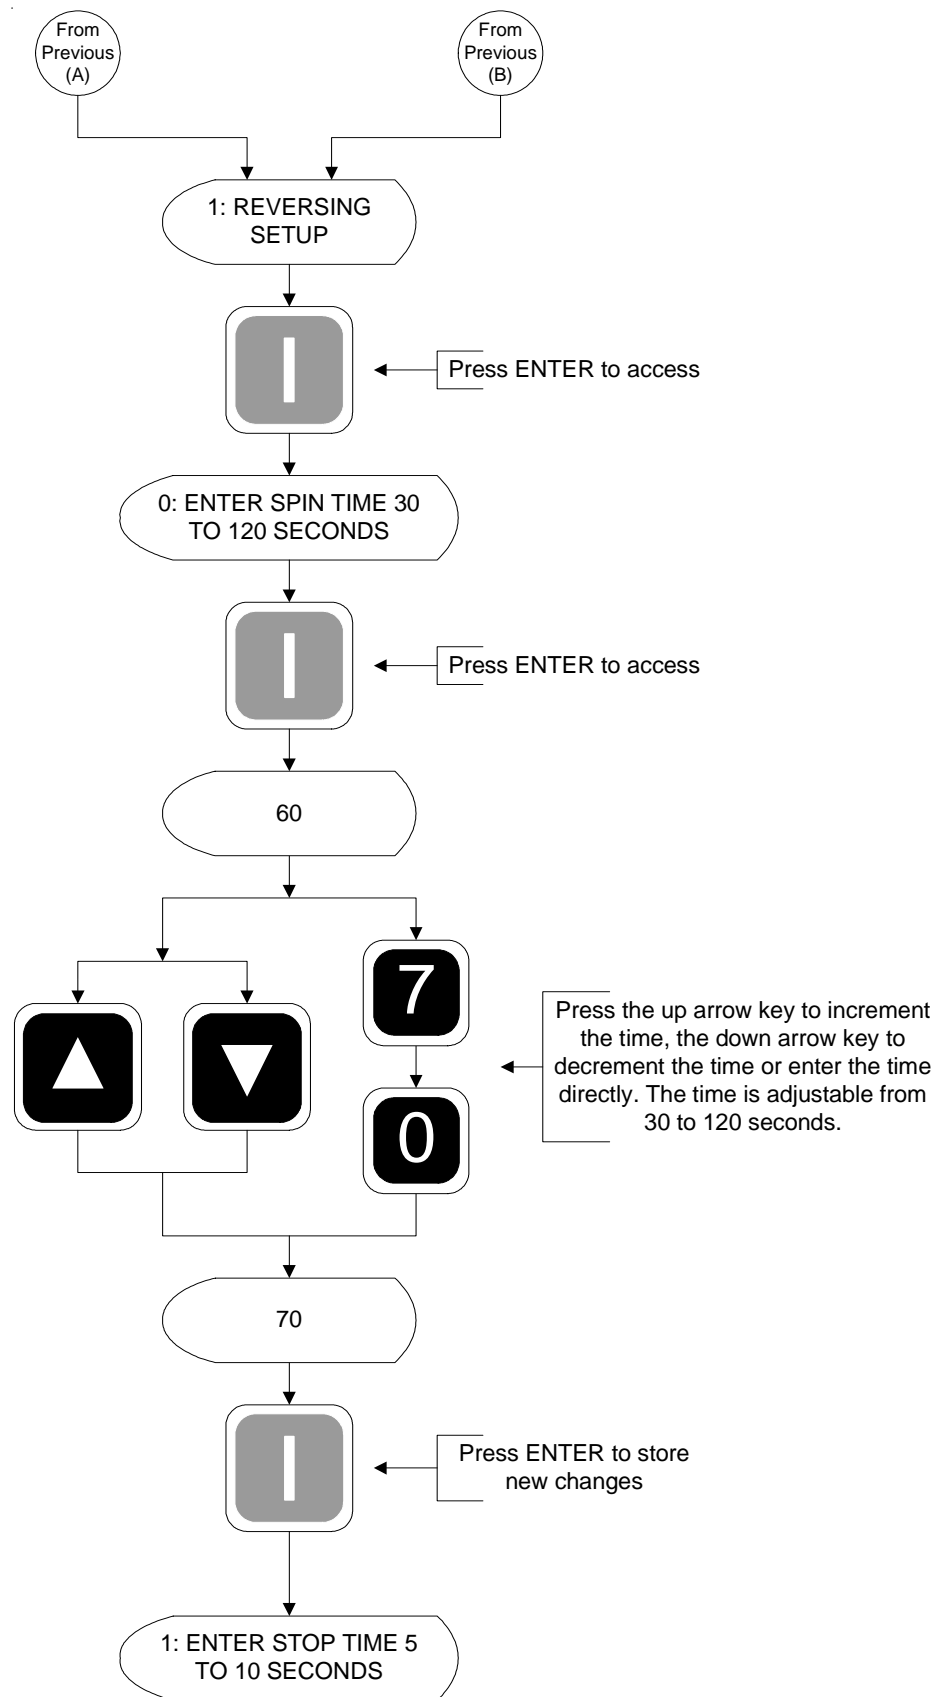 From
Previous
(A)
From
Previous
(B)
1: REVERSING
SETUP
Press ENTER to access
0: ENTER SPIN TIME 30
TO 120 SECONDS
Press ENTER to access
60
7
0
Press the up arrow key to increment
the time, the down arrow key to
decrement the time or enter the time
directly. The time is adjustable from
30 to 120 seconds.
70
Press ENTER to store
new changes
1: ENTER STOP TIME 5
TO 10 SECONDS